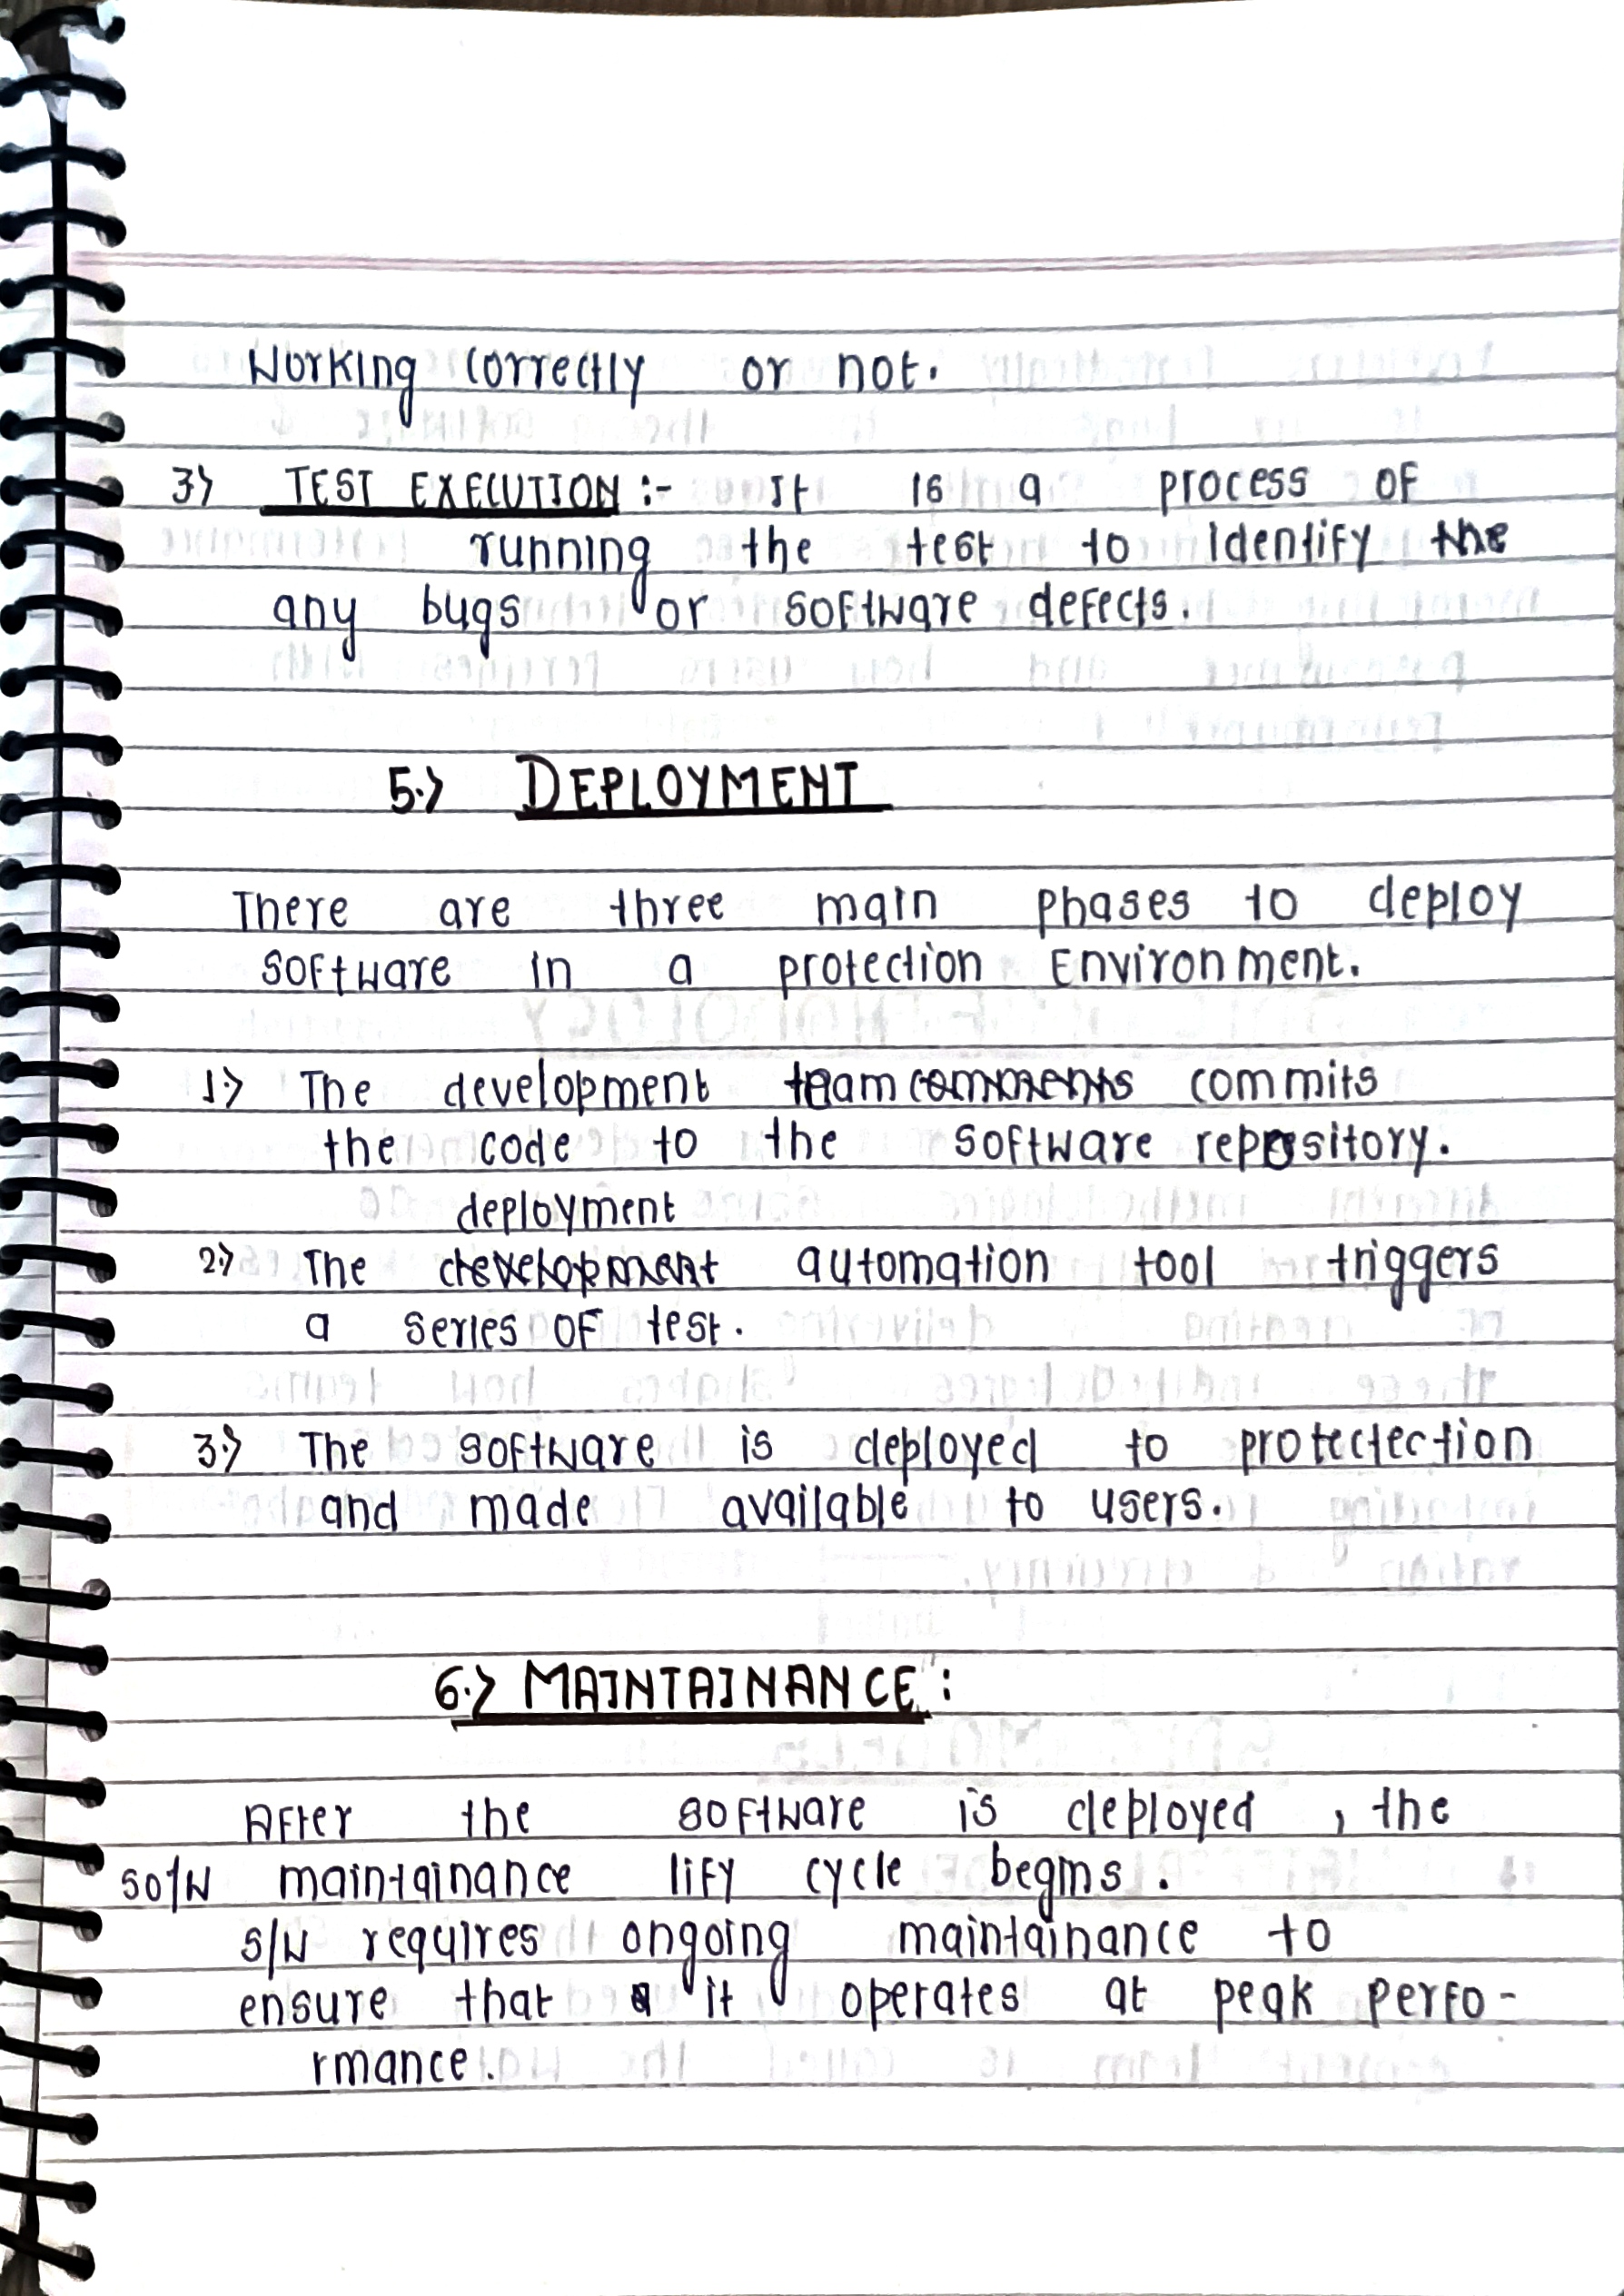 Working correctly or not.
3> TEST EXECUTION :- It is a process of
running the test to identify the
any bugs or software defects.
5.> DEPLOYMENT
There are three main phases to deploy
software in a protection Environment.
1.> The development team comments commits
the code to the software repository.
deployment
2.> The development automation tool triggers
a series of test.
3.> The software is deployed to protectection
and made available to users.
6.> MAINTAINANCE :
After the software is deployed , the
so/w maintainance lify cycle begins.
s/w requires ongoing maintainance to
ensure that it operates at peak perfo-
rmance.